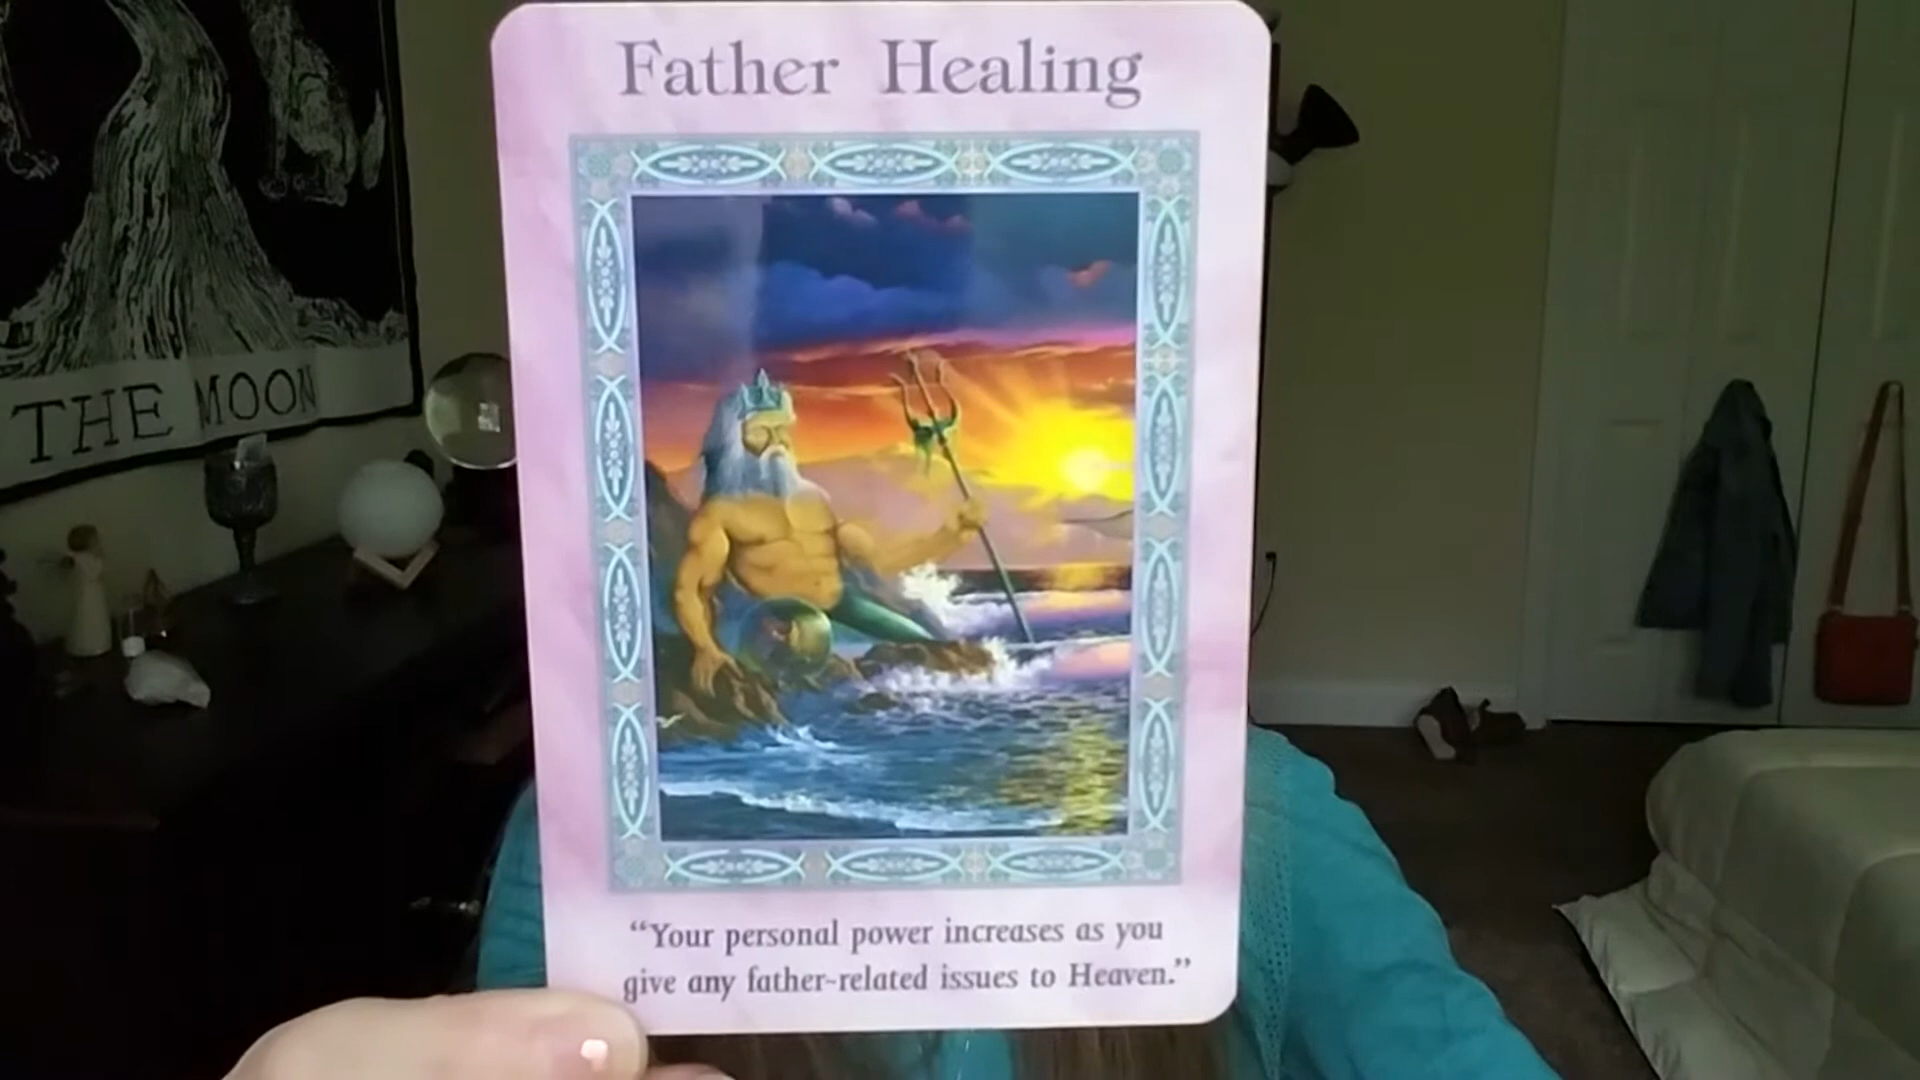 Father Healing
THE MOON
"Your personal power increases as you
give any father-related issues to Heaven."